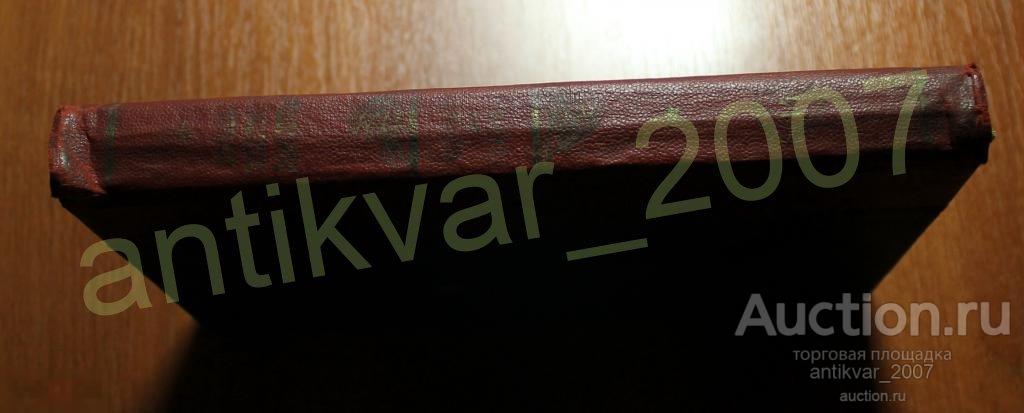 antikvar_2007
Auction.ru
торговая площадка
antikvar_2007
auction.ru